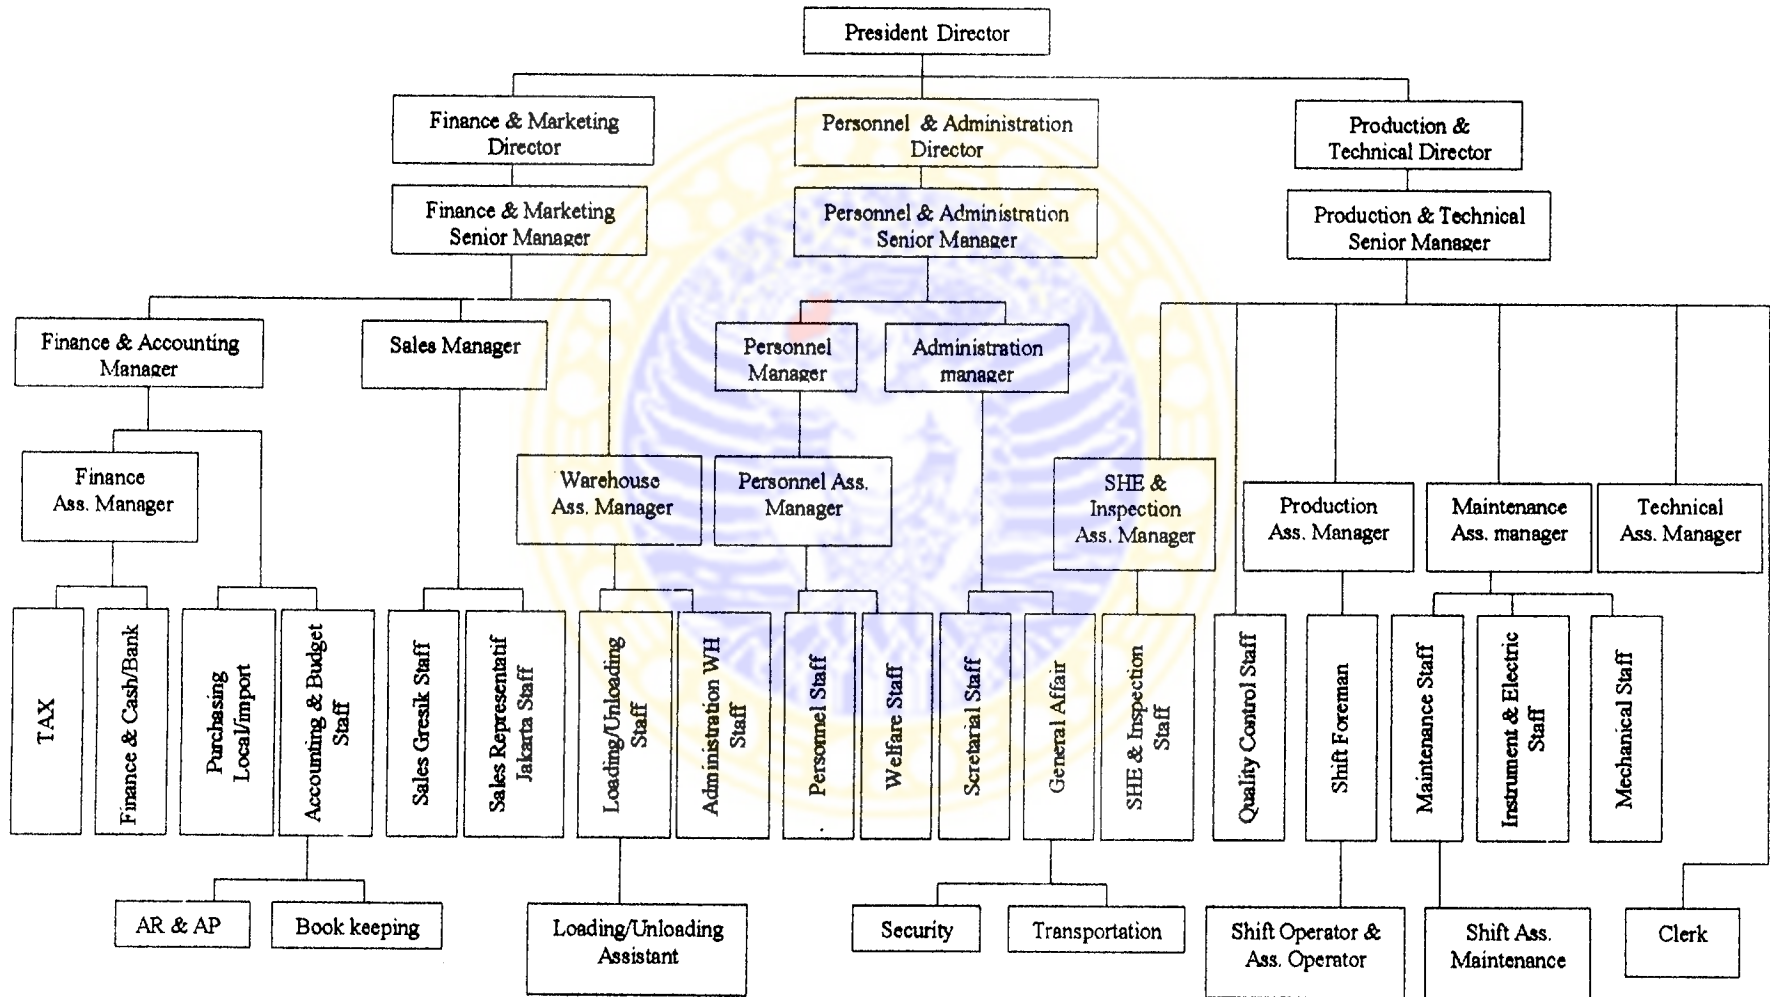 President Director
Finance & Marketing
Director
Personnel & Administration
Director
Production &
Technical Director
Finance & Marketing
Senior Manager
Personnel & Administration
Senior Manager
Production & Technical
Senior Manager
Finance & Accounting
Manager
Sales Manager
Personnel
Manager
Administration
manager
Finance
Ass. Manager
Warehouse
Ass. Manager
Personnel Ass.
Manager
SHE &
Inspection
Ass. Manager
Production
Ass. Manager
Maintenance
Ass. manager
Technical
Ass. Manager
TAX
Finance & Cash/Bank
Purchasing
Local/import
Accounting & Budget
Staff
Sales Gresik Staff
Sales Representatif
Jakarta Staff
Loading/Unloading
Staff
Administration WH
Staff
Personnel Staff
Welfare Staff
Secretarial Staff
General Affair
SHE & Inspection
Staff
Quality Control Staff
Shift Foreman
Maintenance Staff
Instrument & Electric
Staff
Mechanical Staff
AR & AP
Book keeping
Loading/Unloading
Assistant
Security
Transportation
Shift Operator &
Ass. Operator
Shift Ass.
Maintenance
Clerk